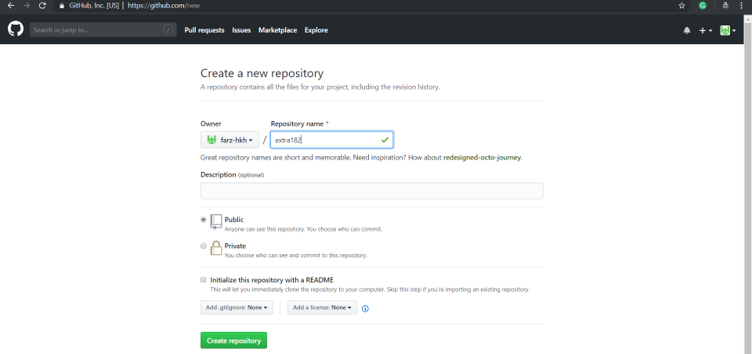 GitHub, Inc. [US] | https://github.com/new
Search or jump to... /
Pull requests Issues Marketplace Explore
Create a new repository
A repository contains all the files for your project, including the revision history.
Owner Repository name *
farz-hkh / extra182
Great repository names are short and memorable. Need inspiration? How about redesigned-octo-journey.
Description (optional)
Public
Anyone can see this repository. You choose who can commit.
Private
You choose who can see and commit to this repository.
Initialize this repository with a README
This will let you immediately clone the repository to your computer. Skip this step if you're importing an existing repository.
Add .gitignore: None Add a license: None
Create repository